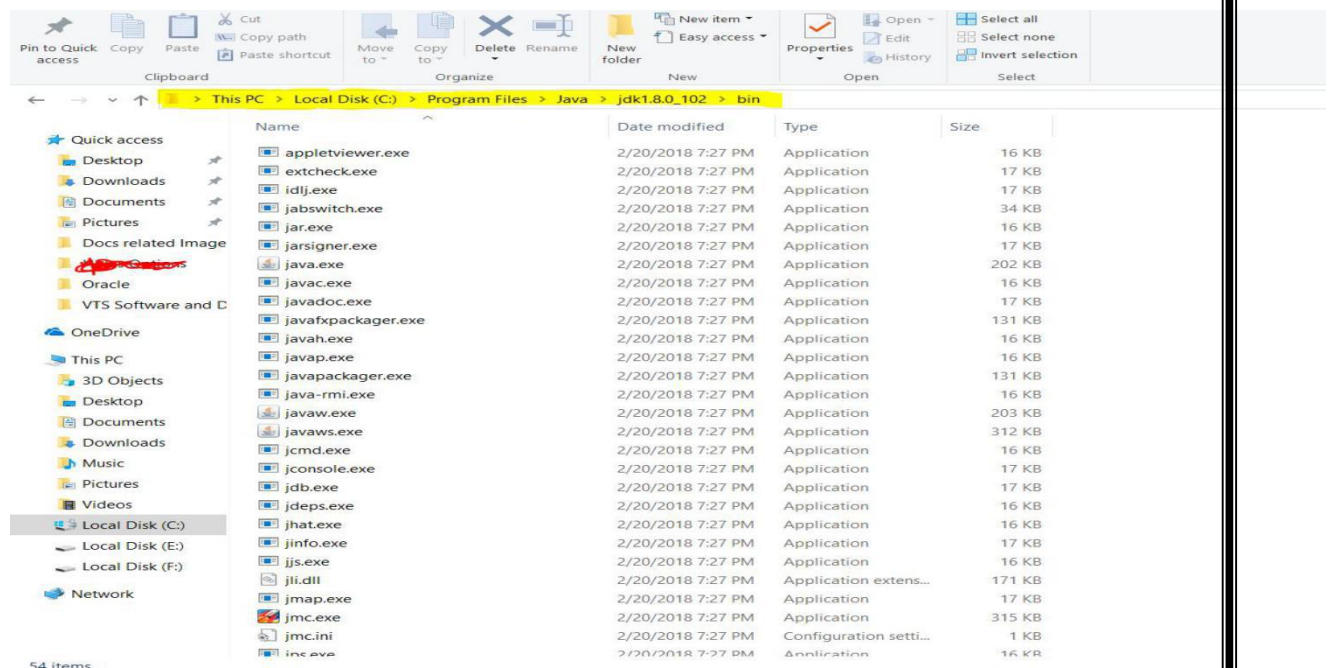 Pin to Quick access
Copy
Paste
Cut
Copy path
Paste shortcut
Clipboard
Move to
Copy to
Delete
Rename
Organize
New folder
New item
Easy access
New
Properties
Open
Edit
History
Open
Select all
Select none
Invert selection
Select
This PC > Local Disk (C:) > Program Files > Java > jdk1.8.0_102 > bin
Quick access
Desktop
Downloads
Documents
Pictures
Docs related Image
Oracle
VTS Software and D
OneDrive
This PC
3D Objects
Desktop
Documents
Downloads
Music
Pictures
Videos
Local Disk (C:)
Local Disk (E:)
Local Disk (F:)
Network
Name Date modified Type Size
appletviewer.exe 2/20/2018 7:27 PM Application 16 KB
extcheck.exe 2/20/2018 7:27 PM Application 17 KB
idlj.exe 2/20/2018 7:27 PM Application 17 KB
jabswitch.exe 2/20/2018 7:27 PM Application 34 KB
jar.exe 2/20/2018 7:27 PM Application 16 KB
jarsigner.exe 2/20/2018 7:27 PM Application 17 KB
java.exe 2/20/2018 7:27 PM Application 202 KB
javac.exe 2/20/2018 7:27 PM Application 16 KB
javadoc.exe 2/20/2018 7:27 PM Application 17 KB
javafxpackager.exe 2/20/2018 7:27 PM Application 131 KB
javah.exe 2/20/2018 7:27 PM Application 16 KB
javap.exe 2/20/2018 7:27 PM Application 16 KB
javapackager.exe 2/20/2018 7:27 PM Application 131 KB
java-rmi.exe 2/20/2018 7:27 PM Application 16 KB
javaw.exe 2/20/2018 7:27 PM Application 203 KB
javaws.exe 2/20/2018 7:27 PM Application 312 KB
jcmd.exe 2/20/2018 7:27 PM Application 16 KB
jconsole.exe 2/20/2018 7:27 PM Application 17 KB
jdb.exe 2/20/2018 7:27 PM Application 17 KB
jdeps.exe 2/20/2018 7:27 PM Application 16 KB
jhat.exe 2/20/2018 7:27 PM Application 16 KB
jinfo.exe 2/20/2018 7:27 PM Application 17 KB
jjs.exe 2/20/2018 7:27 PM Application 16 KB
jli.dll 2/20/2018 7:27 PM Application extens... 171 KB
jmap.exe 2/20/2018 7:27 PM Application 17 KB
jmc.exe 2/20/2018 7:27 PM Application 315 KB
jmc.ini 2/20/2018 7:27 PM Configuration setti... 1 KB
jps.exe 2/20/2018 7:27 PM Application 16 KB
54 items